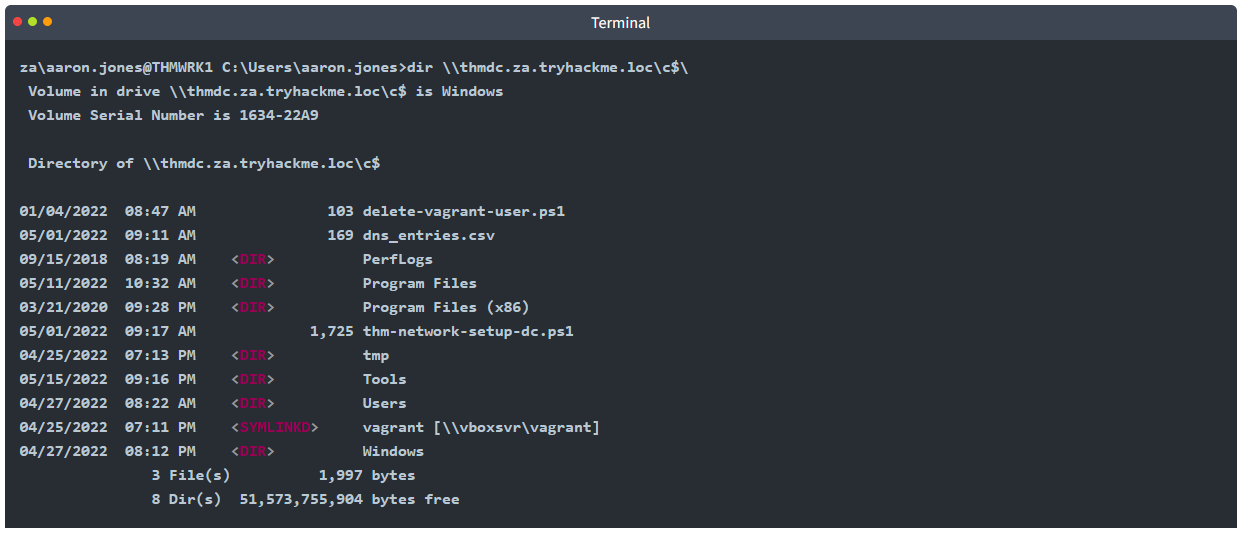 Terminal
za\aaron.jones@THMWRK1 C:\Users\aaron.jones>dir \\thmdc.za.tryhackme.loc\c$\
Volume in drive \\thmdc.za.tryhackme.loc\c$ is Windows
Volume Serial Number is 1634-22A9
Directory of \\thmdc.za.tryhackme.loc\c$
01/04/2022  08:47 AM               103 delete-vagrant-user.ps1
05/01/2022  09:11 AM               169 dns_entries.csv
09/15/2018  08:19 AM    <DIR>          PerfLogs
05/11/2022  10:32 AM    <DIR>          Program Files
03/21/2020  09:28 PM    <DIR>          Program Files (x86)
05/01/2022  09:17 AM             1,725 thm-network-setup-dc.ps1
04/25/2022  07:13 PM    <DIR>          tmp
05/15/2022  09:16 PM    <DIR>          Tools
04/27/2022  08:22 AM    <DIR>          Users
04/25/2022  07:11 PM    <SYMLINKD>     vagrant [\\vboxsvr\vagrant]
04/27/2022  08:12 PM    <DIR>          Windows
3 File(s)          1,997 bytes
8 Dir(s)  51,573,755,904 bytes free